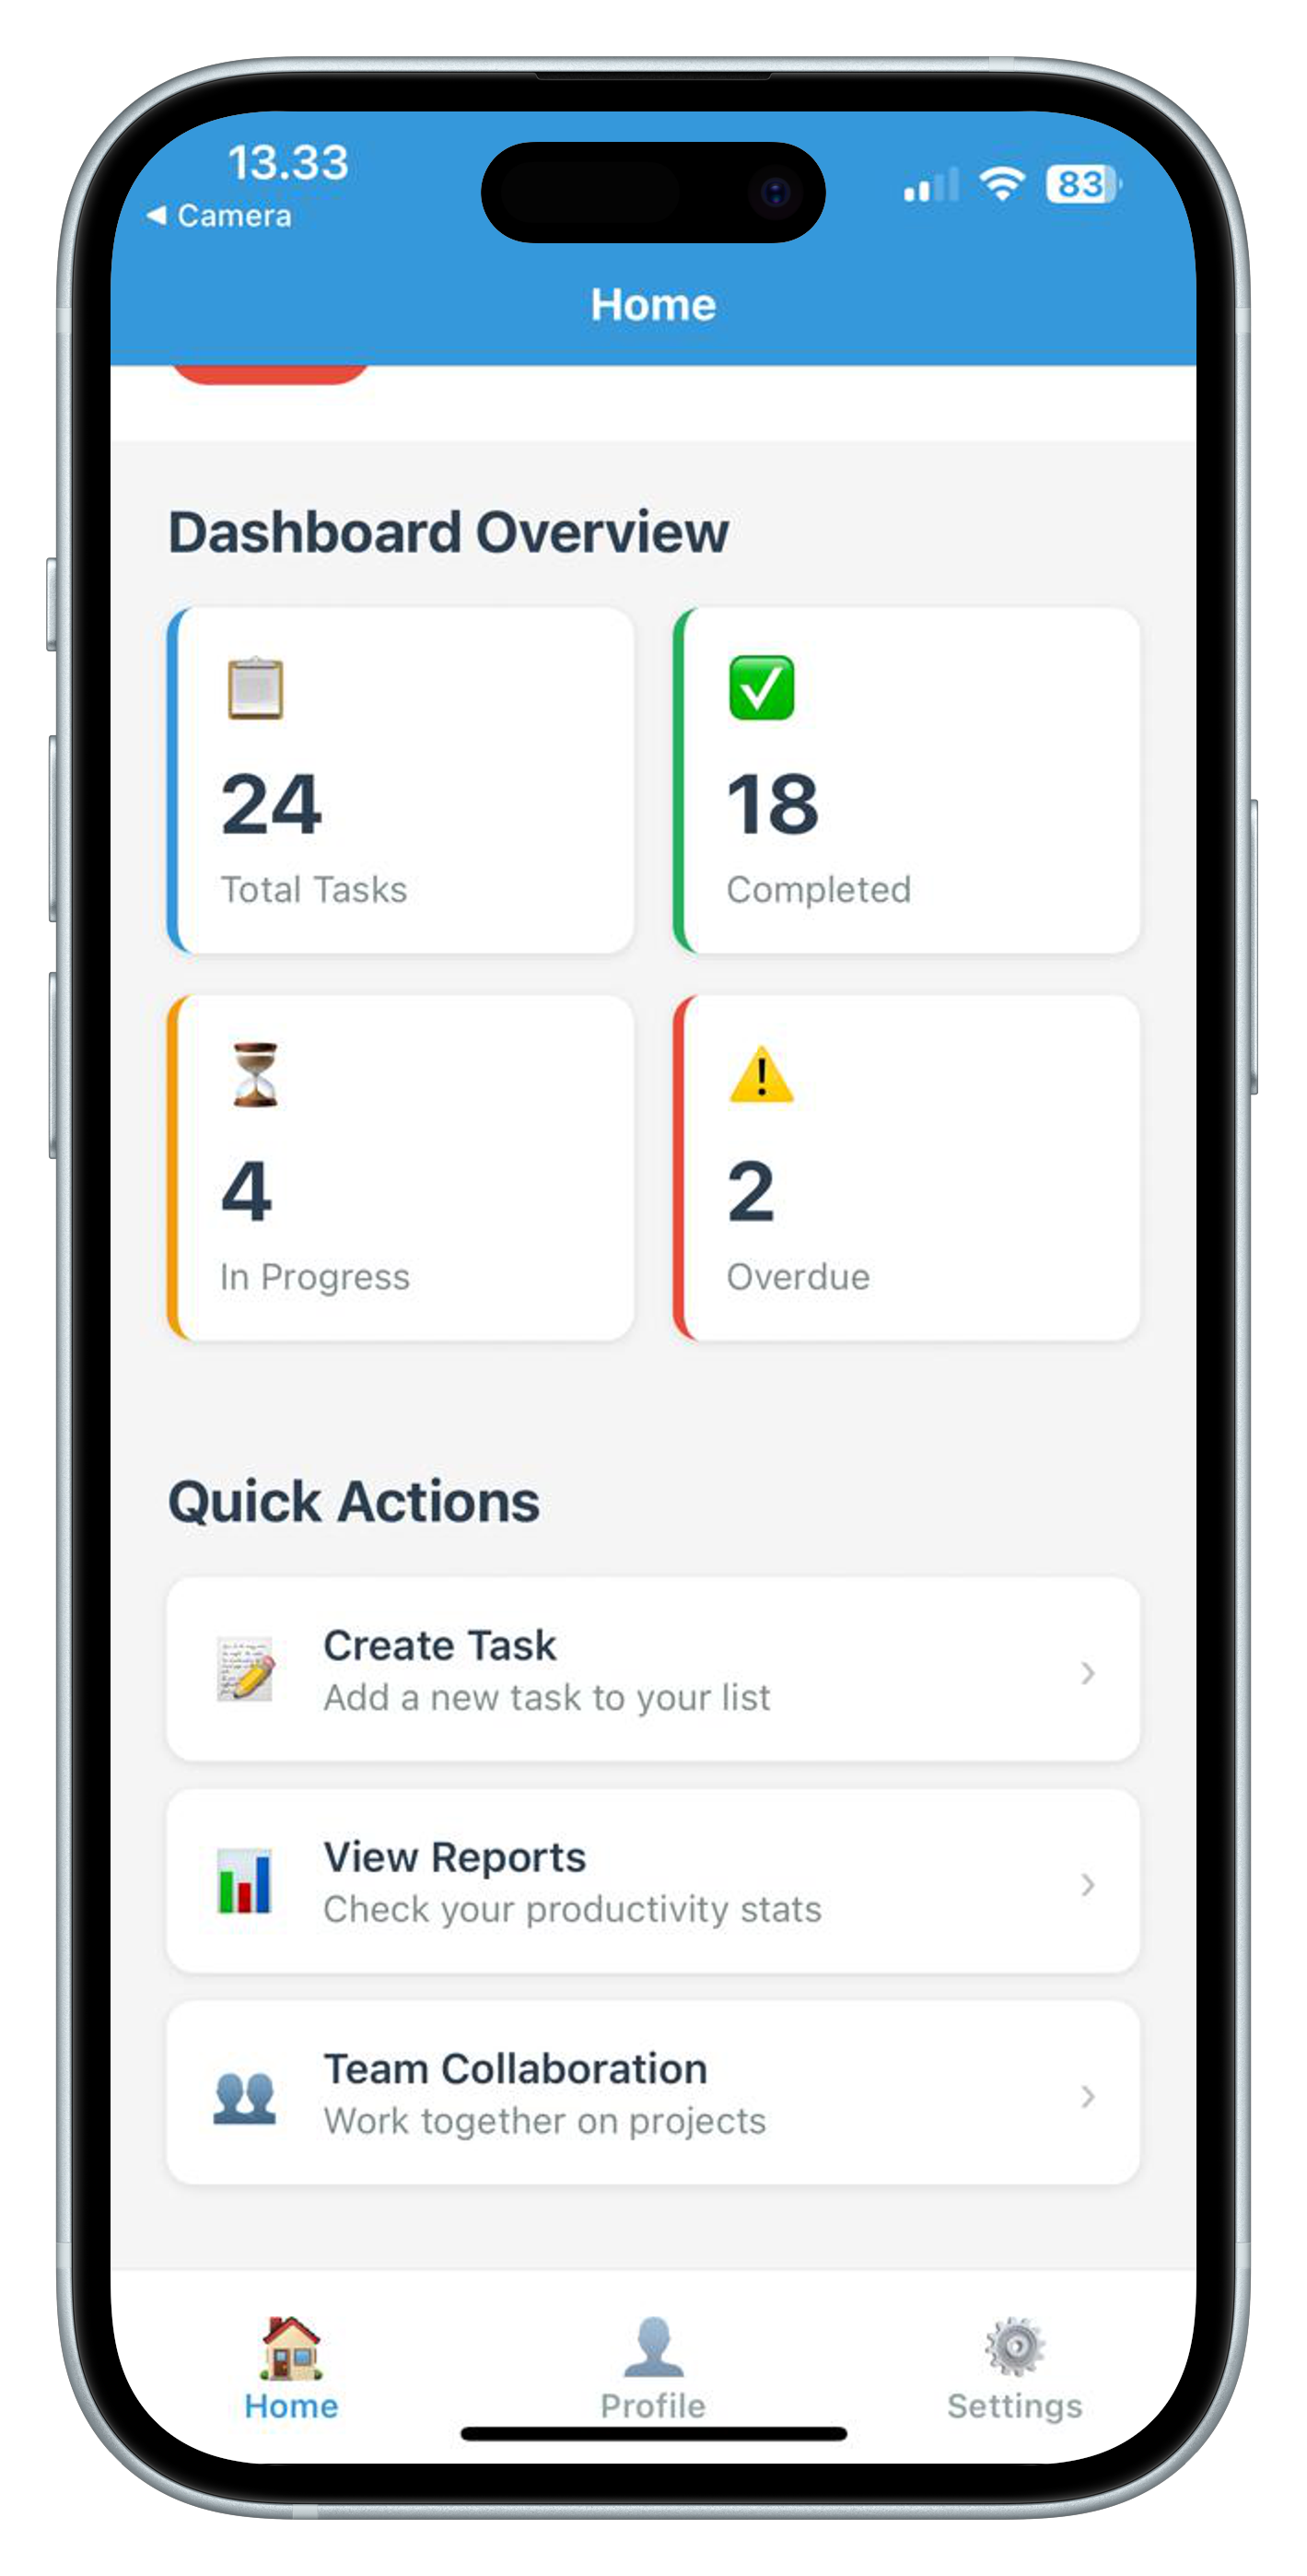 13.33
◀ Camera
83
Home
Dashboard Overview
24
Total Tasks
18
Completed
4
In Progress
2
Overdue
Quick Actions
Create Task
Add a new task to your list
View Reports
Check your productivity stats
Team Collaboration
Work together on projects
Home
Profile
Settings